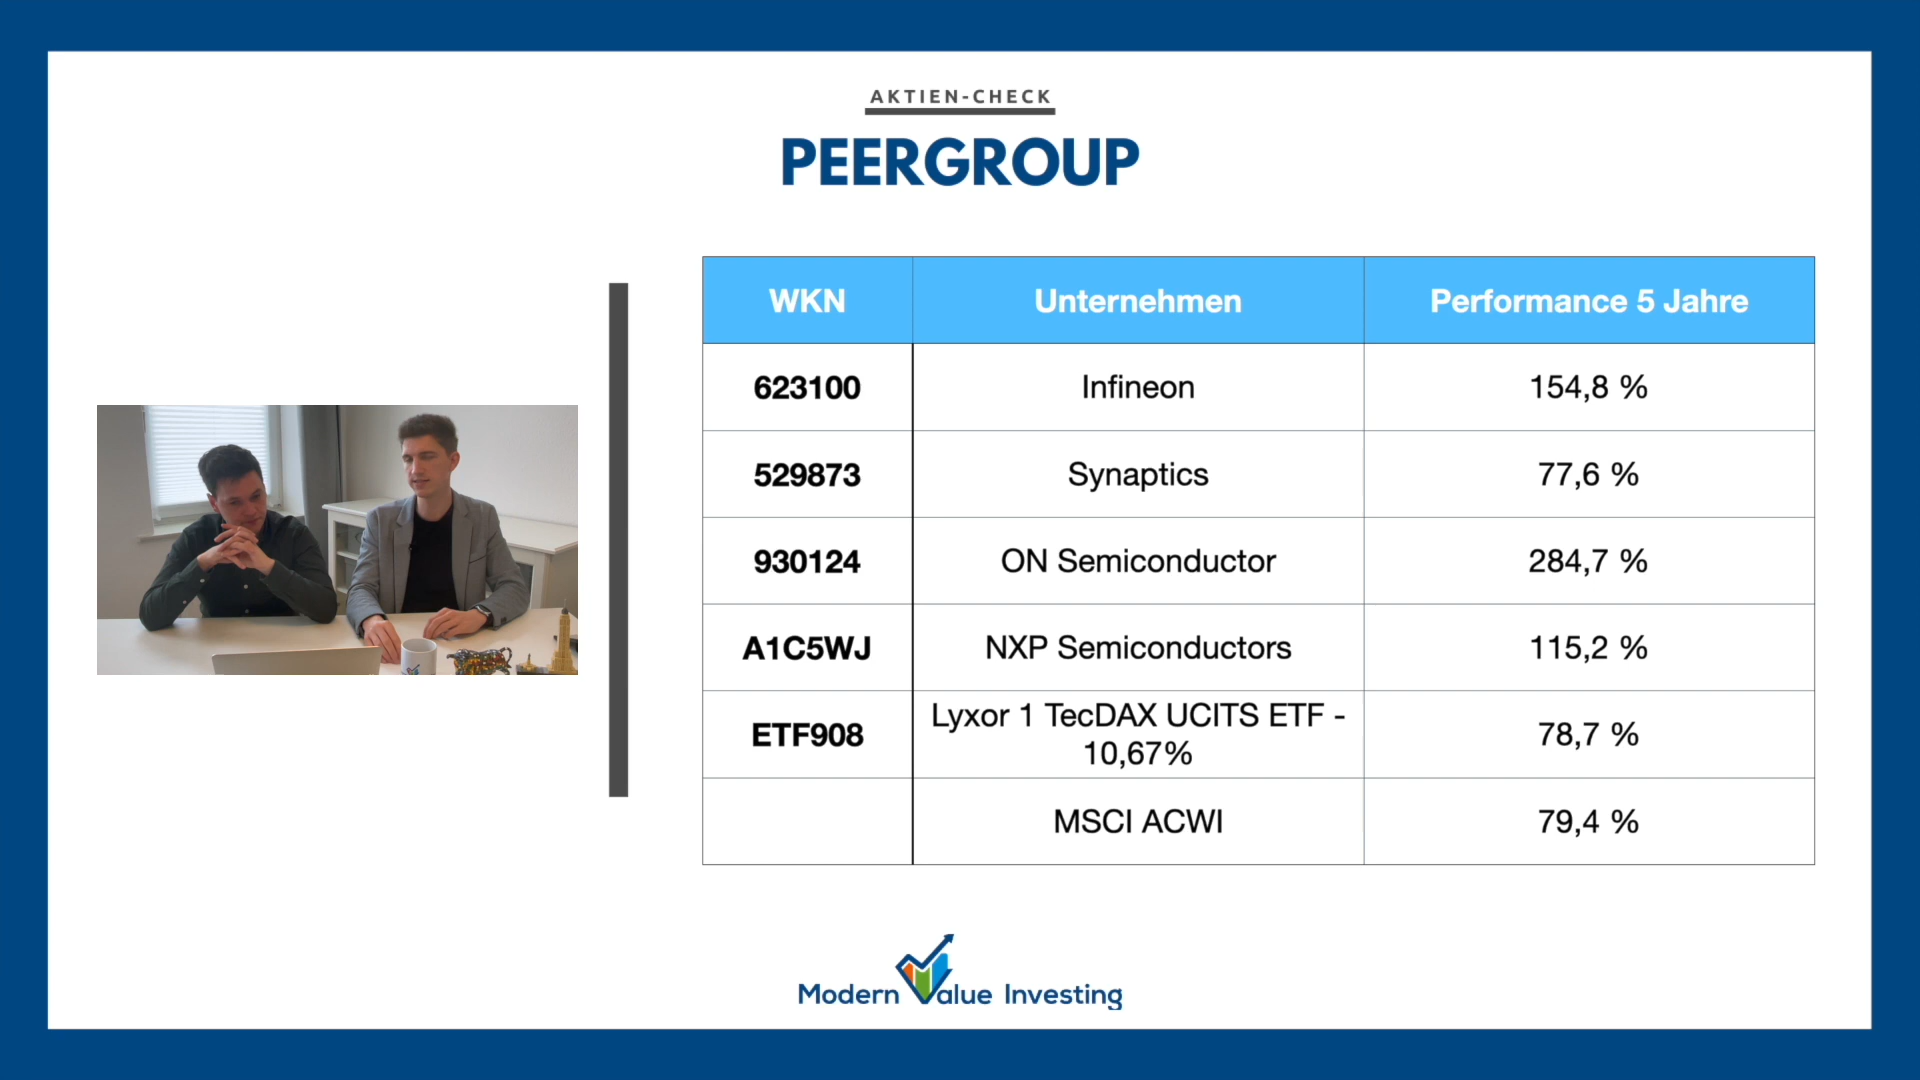 AKTIEN-CHECK
PEERGROUP
WKN Unternehmen Performance 5 Jahre
623100 Infineon 154,8 %
529873 Synaptics 77,6 %
930124 ON Semiconductor 284,7 %
A1C5WJ NXP Semiconductors 115,2 %
ETF908 Lyxor 1 TecDAX UCITS ETF - 78,7 %
10,67%
MSCI ACWI 79,4 %
Modern Value Investing